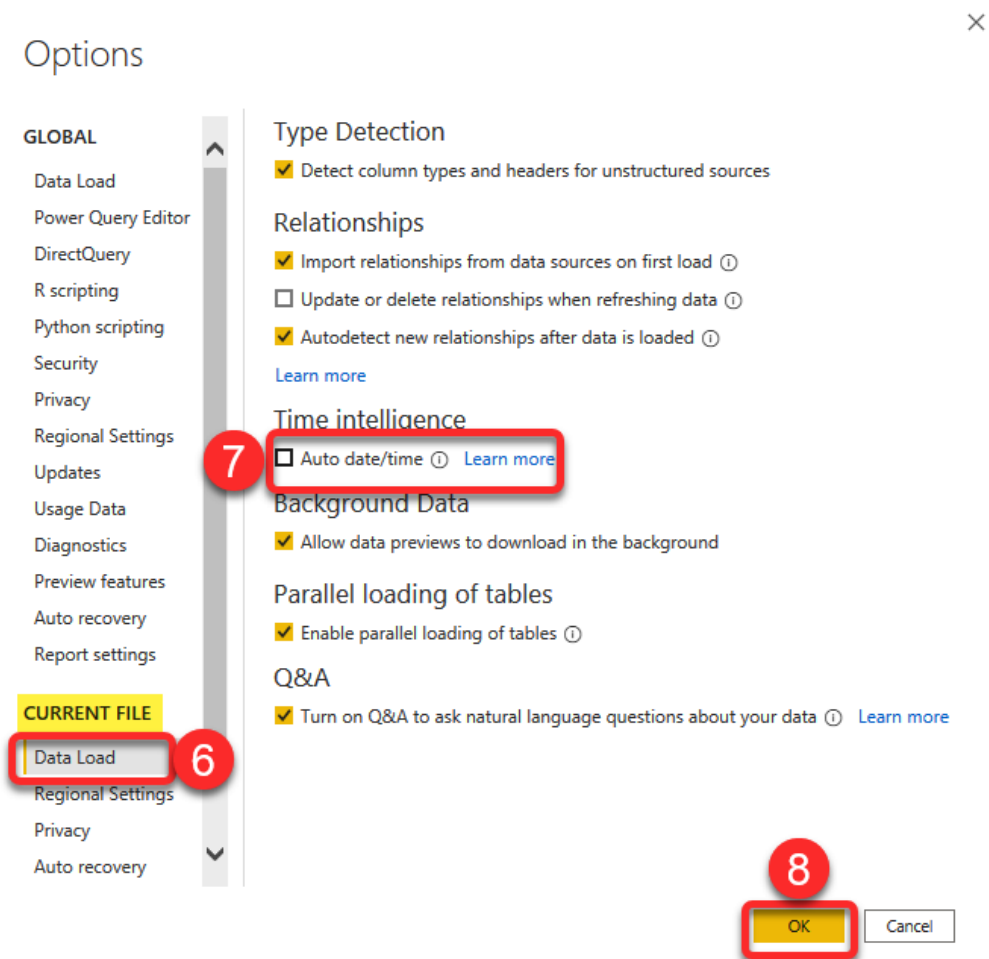 Options
GLOBAL
Data Load
Power Query Editor
DirectQuery
R scripting
Python scripting
Security
Privacy
Regional Settings
Updates
Usage Data
Diagnostics
Preview features
Auto recovery
Report settings
CURRENT FILE
Data Load
6
Regional Settings
Privacy
Auto recovery
Type Detection
Detect column types and headers for unstructured sources
Relationships
Import relationships from data sources on first load
Update or delete relationships when refreshing data
Autodetect new relationships after data is loaded
Learn more
Time intelligence
7
Auto date/time Learn more
Background Data
Allow data previews to download in the background
Parallel loading of tables
Enable parallel loading of tables
Q&A
Turn on Q&A to ask natural language questions about your data Learn more
8
OK Cancel